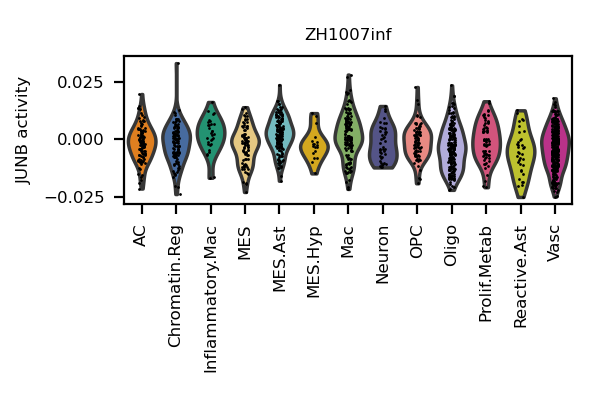 ZH1007inf
JUNB activity
0.025
0.000
−0.025
AC
Chromatin.Reg
Inflammatory.Mac
MES
MES.Ast
MES.Hyp
Mac
Neuron
OPC
Oligo
Prolif.Metab
Reactive.Ast
Vasc